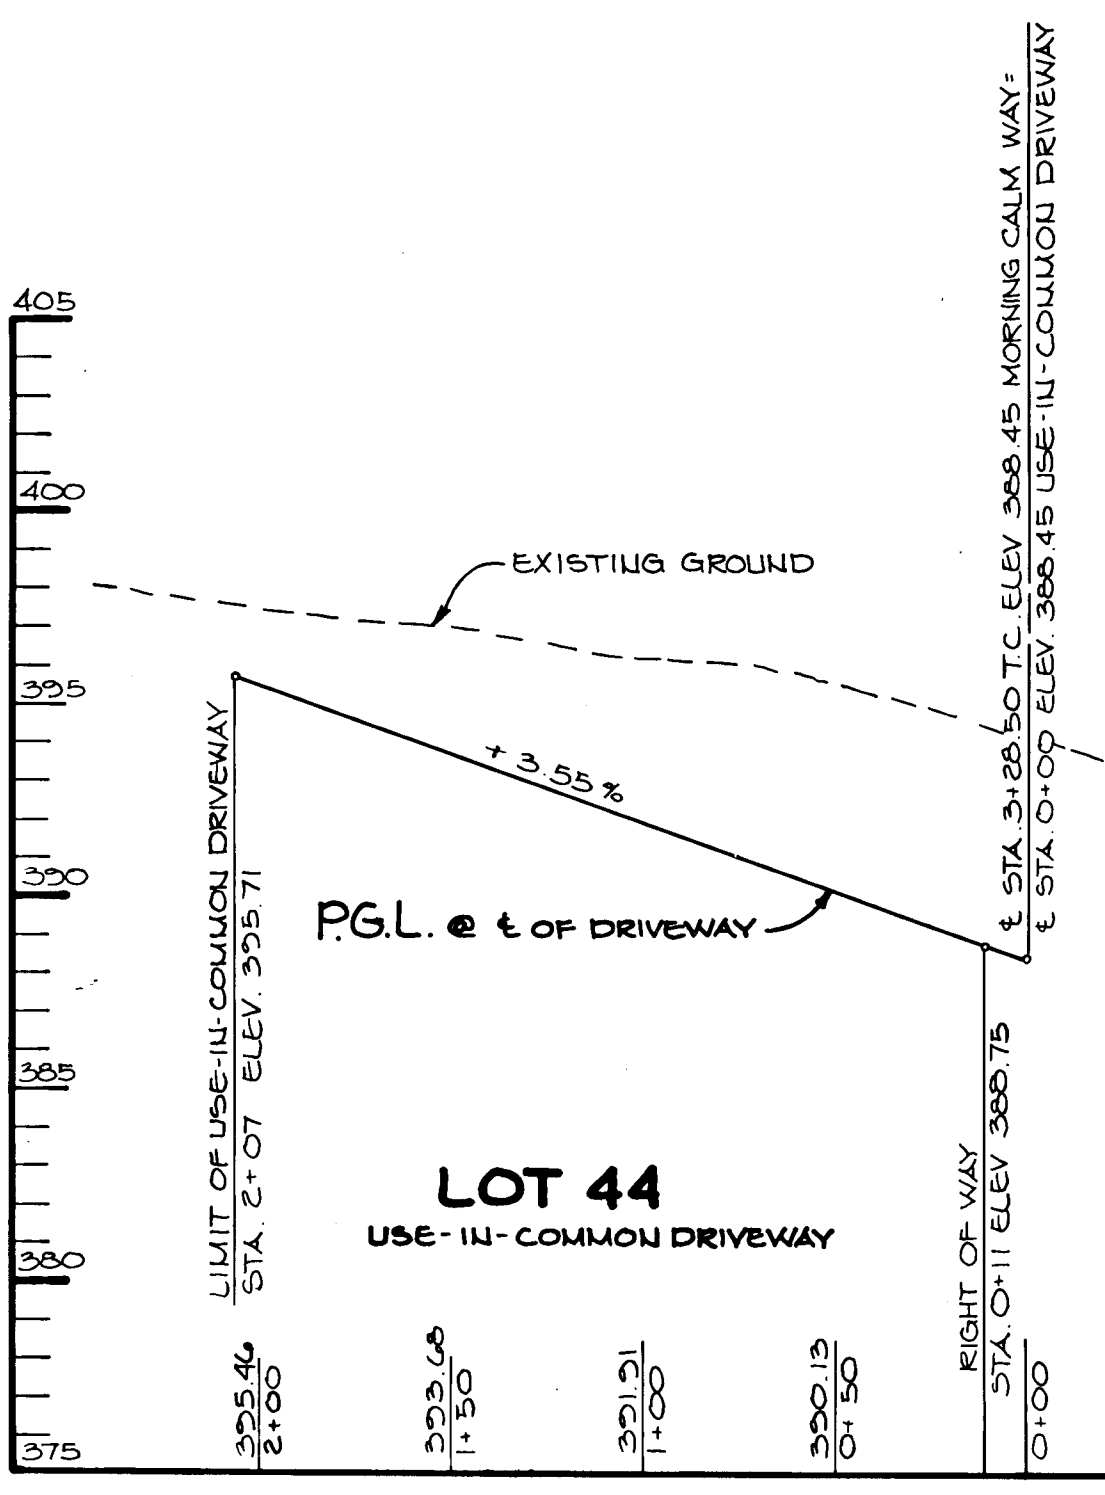 ℄ STA. 3+28.50 T.C. ELEV 388.45 MORNING CALM WAY=
℄ STA. 0+00 ELEV. 388.45 USE-IN-COMMON DRIVEWAY
405
400
395
390
385
380
375
EXISTING GROUND
+ 3.55 %
P.G.L. @ ℄ OF DRIVEWAY
LIMIT OF USE-IN-COMMON DRIVEWAY
STA. 2+07 ELEV. 395.71
LOT 44
USE-IN-COMMON DRIVEWAY
RIGHT OF WAY
STA. 0+11 ELEV 388.75
395.46
2+00
393.68
1+50
391.91
1+00
390.13
0+50
0+00